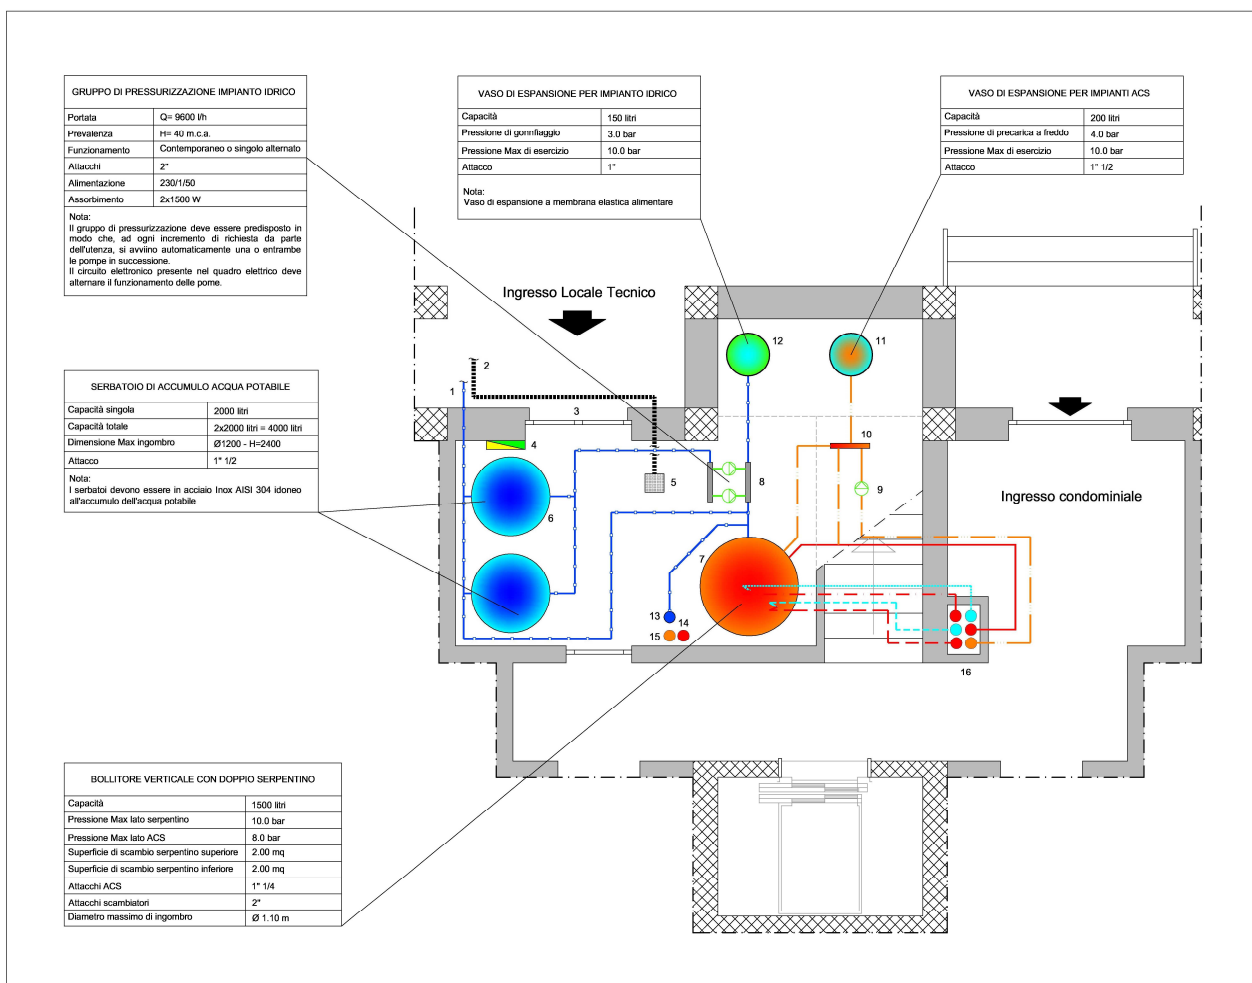 GRUPPO DI PRESSURIZZAZIONE IMPIANTO IDRICO
Portata Q= 9600 l/h
Prevalenza H= 40 m.c.a.
Funzionamento Contemporaneo o singolo alternato
Attacchi 2"
Alimentazione 230/1/50
Assorbimento 2x1500 W
Nota:
Il gruppo di pressurizzazione deve essere predisposto in
modo che, ad ogni incremento di richiesta da parte
dell'utenza, si avviino automaticamente una o entrambe
le pompe in successione.
Il circuito elettronico presente nel quadro elettrico deve
alternare il funzionamento delle pome.
VASO DI ESPANSIONE PER IMPIANTO IDRICO
Capacità 150 litri
Pressione di gonfiaggio 3.0 bar
Pressione Max di esercizio 10.0 bar
Attacco 1"
Nota:
Vaso di espansione a membrana elastica alimentare
VASO DI ESPANSIONE PER IMPIANTI ACS
Capacità 200 litri
Pressione di precarica a freddo 4.0 bar
Pressione Max di esercizio 10.0 bar
Attacco 1" 1/2
Ingresso Locale Tecnico
SERBATOIO DI ACCUMULO ACQUA POTABILE
Capacità singola 2000 litri
Capacità totale 2x2000 litri = 4000 litri
Dimensione Max ingombro Ø1200 - H=2400
Attacco 1" 1/2
Nota:
I serbatoi devono essere in acciaio Inox AISI 304 idoneo
all'accumulo dell'acqua potabile
1
2
3
4
5
6
7
8
9
10
11
12
13
14
15
16
Ingresso condominiale
BOLLITORE VERTICALE CON DOPPIO SERPENTINO
Capacità 1500 litri
Pressione Max lato serpentino 10.0 bar
Pressione Max lato ACS 8.0 bar
Superficie di scambio serpentino superiore 2.00 mq
Superficie di scambio serpentino inferiore 2.00 mq
Attacchi ACS 1" 1/4
Attacchi scambiatori 2"
Diametro massimo di ingombro Ø 1.10 m